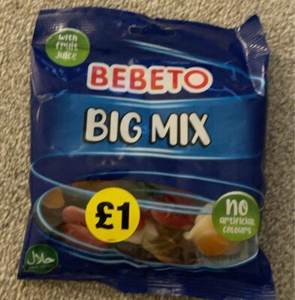 with
fruit
juice
BEBETO
BIG MIX
£1
no
artificial
colours
حلال